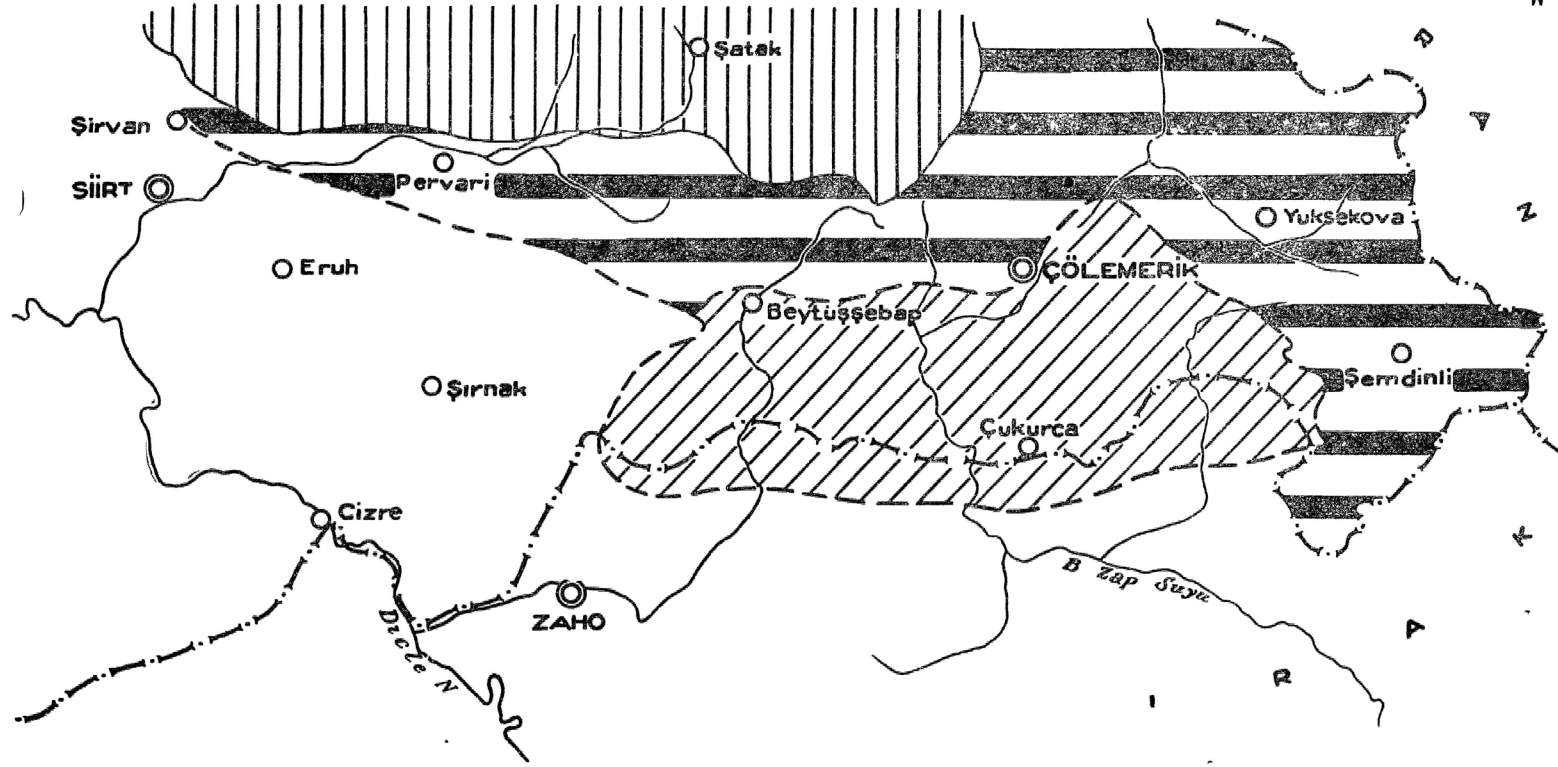 Şatak
Şirvan
SİİRT
Pervari
Yuksekova
Eruh
ÇÖLEMERİK
Beytüşşebap
Şırnak
Şemdinli
Çukurca
Cizre
ZAHO
Dicle N
B Zap Suyu
I R A K